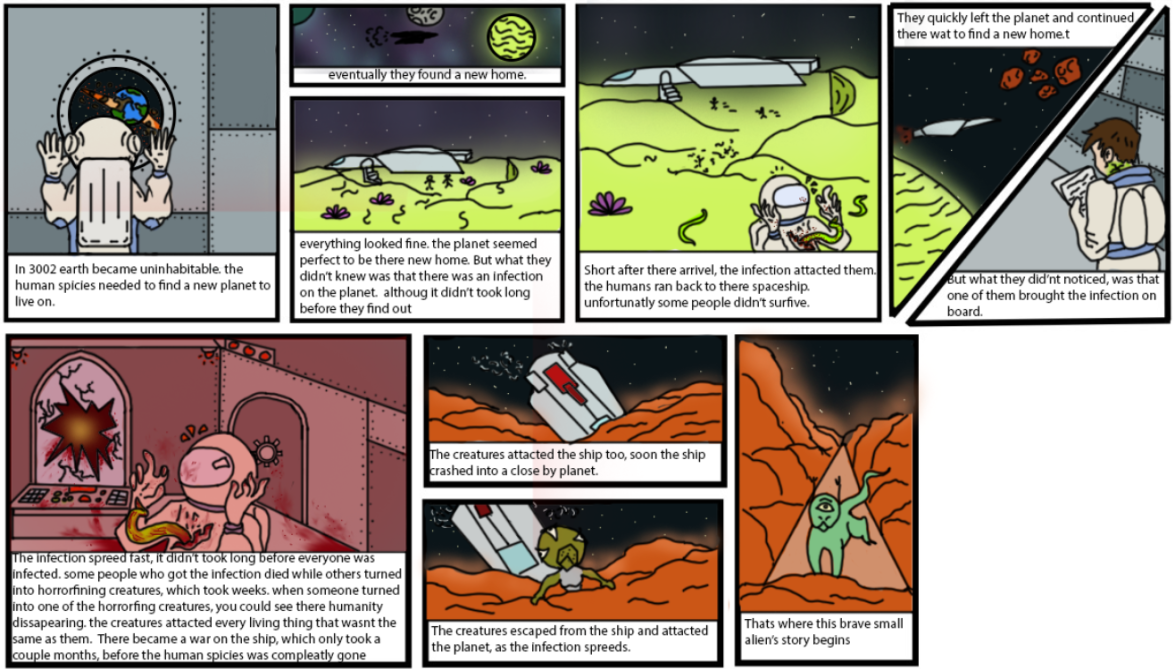 In 3002 earth became uninhabitable. the
human spicies needed to find a new planet to
live on.
eventually they found a new home.
everything looked fine. the planet seemed
perfect to be there new home. But what they
didn't knew was that there was an infection
on the planet. althoug it didn't took long
before they find out
Short after there arrivel, the infection attacted them.
the humans ran back to there spaceship.
unfortunatly some people didn't surfive.
They quickly left the planet and continued
there wat to find a new home.t
But what they did'nt noticed, was that
one of them brought the infection on
board.
The infection spreed fast, it didn't took long before everyone was
infected. some people who got the infection died while others turned
into horrorfining creatures, which took weeks. when someone turned
into one of the horrorfing creatures, you could see there humanity
dissapearing. the creatures attacted every living thing that wasnt the
same as them. There became a war on the ship, which only took a
couple months, before the human spicies was compleatly gone
The creatures attacted the ship too, soon the ship
crashed into a close by planet.
The creatures escaped from the ship and attacted
the planet, as the infection spreeds.
Thats where this brave small
alien's story begins